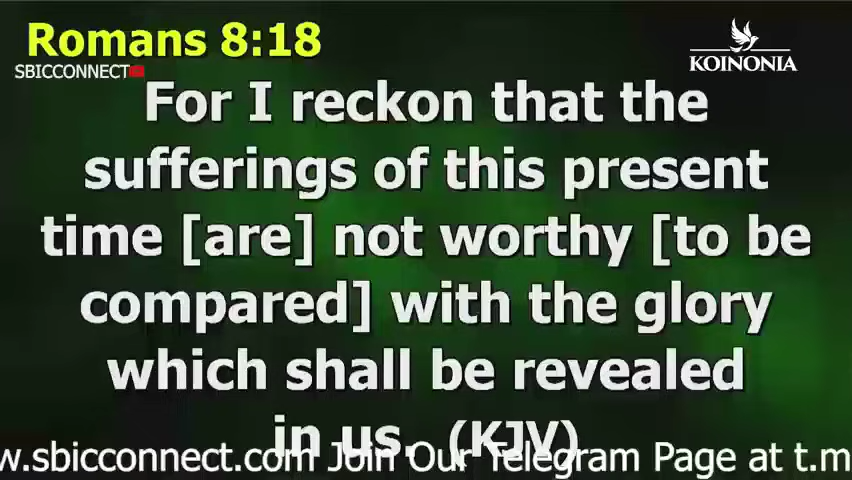 Romans 8:18
SBICCONNECT
KOINONIA
For I reckon that the
sufferings of this present
time [are] not worthy [to be
compared] with the glory
which shall be revealed
in us. (KJV)
w.sbicconnect.com Join Our Telegram Page at t.m